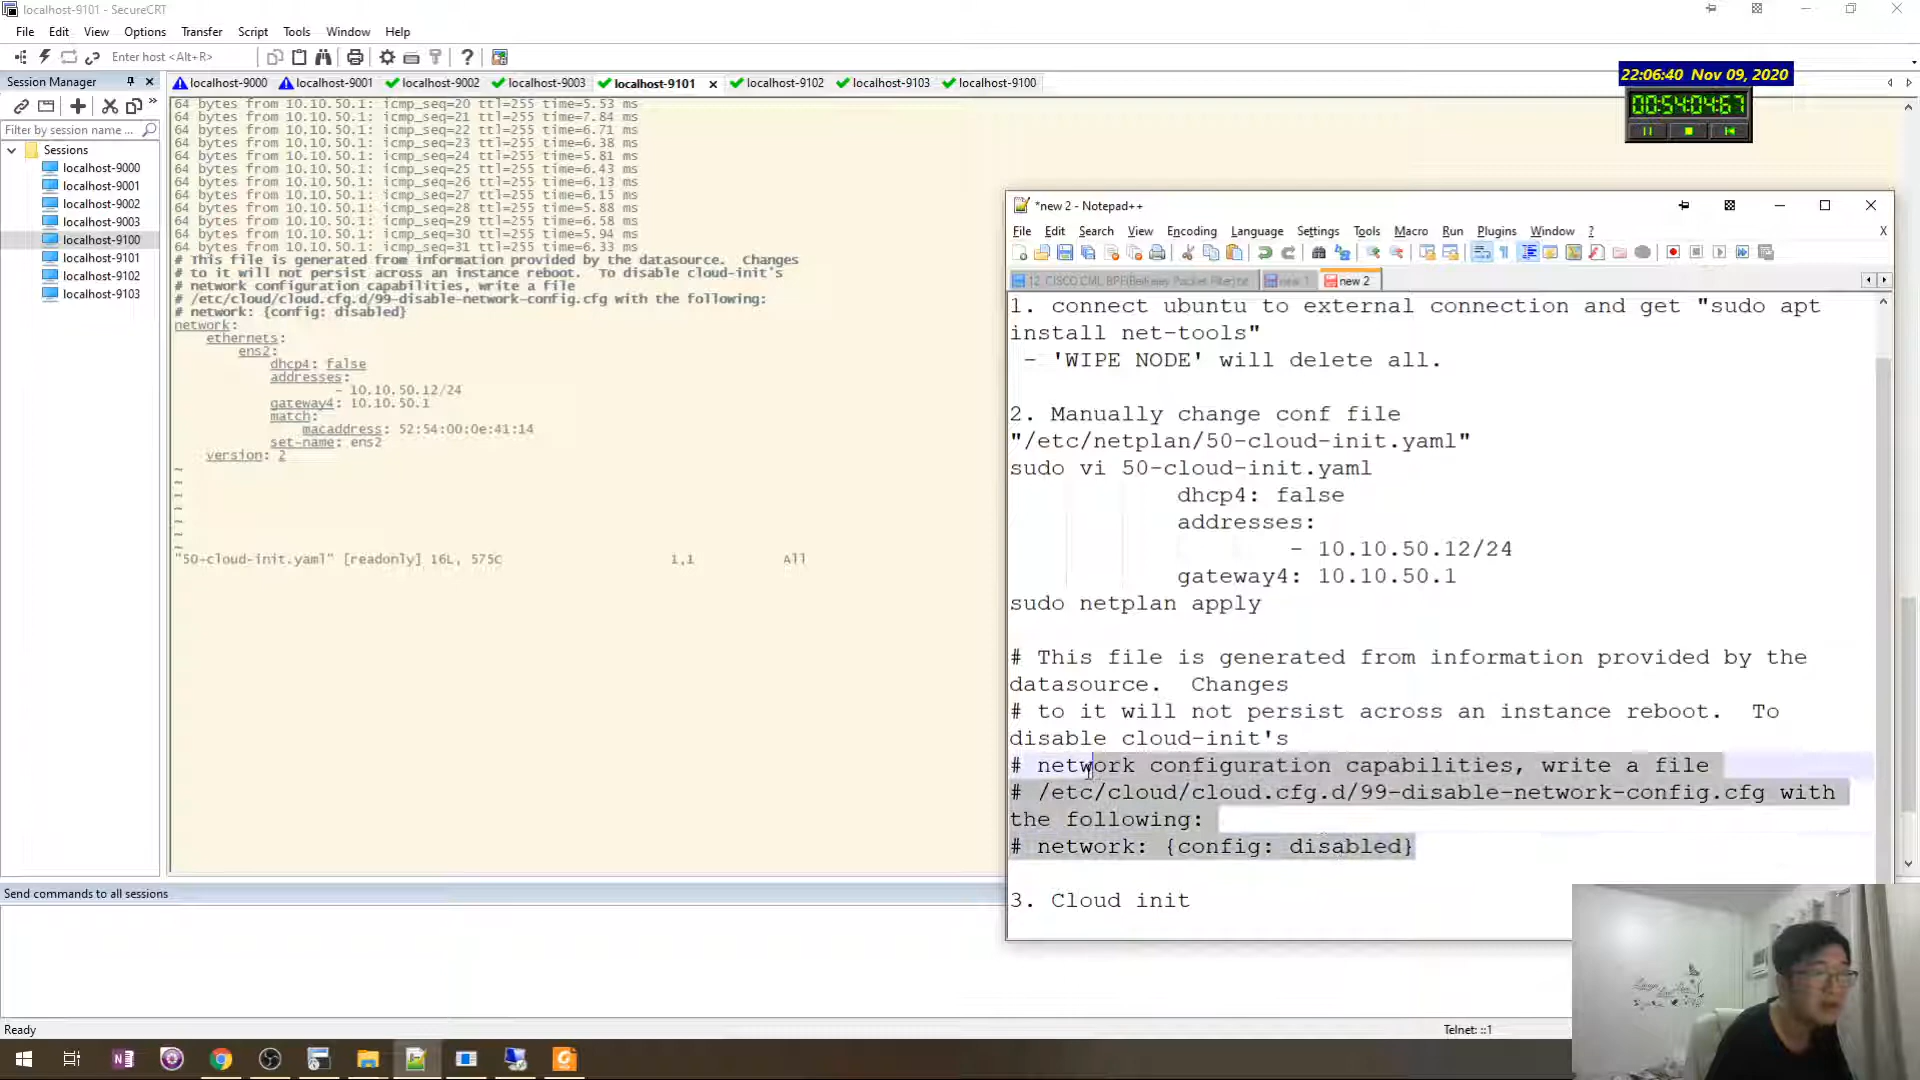 localhost-9101 - SecureCRT
File Edit View Options Transfer Script Tools Window Help
Enter host <Alt+R>
Session Manager
localhost-9000 localhost-9001 localhost-9002 localhost-9003 localhost-9101 localhost-9102 localhost-9103 localhost-9100
22:06:40 Nov 09, 2020
00:54:04:67
Filter by session name ...
Sessions
localhost-9000
localhost-9001
localhost-9002
localhost-9003
localhost-9100
localhost-9101
localhost-9102
localhost-9103
64 bytes from 10.10.50.1: icmp_seq=20 ttl=255 time=5.53 ms
64 bytes from 10.10.50.1: icmp_seq=21 ttl=255 time=7.84 ms
64 bytes from 10.10.50.1: icmp_seq=22 ttl=255 time=6.71 ms
64 bytes from 10.10.50.1: icmp_seq=23 ttl=255 time=6.38 ms
64 bytes from 10.10.50.1: icmp_seq=24 ttl=255 time=5.81 ms
64 bytes from 10.10.50.1: icmp_seq=25 ttl=255 time=6.43 ms
64 bytes from 10.10.50.1: icmp_seq=26 ttl=255 time=6.13 ms
64 bytes from 10.10.50.1: icmp_seq=27 ttl=255 time=6.15 ms
64 bytes from 10.10.50.1: icmp_seq=28 ttl=255 time=5.88 ms
64 bytes from 10.10.50.1: icmp_seq=29 ttl=255 time=6.58 ms
64 bytes from 10.10.50.1: icmp_seq=30 ttl=255 time=5.94 ms
64 bytes from 10.10.50.1: icmp_seq=31 ttl=255 time=6.33 ms
# This file is generated from information provided by the datasource.  Changes
# to it will not persist across an instance reboot.  To disable cloud-init's
# network configuration capabilities, write a file
# /etc/cloud/cloud.cfg.d/99-disable-network-config.cfg with the following:
# network: {config: disabled}
network:
ethernets:
ens2:
dhcp4: false
addresses:
- 10.10.50.12/24
gateway4: 10.10.50.1
match:
macaddress: 52:54:00:0e:41:14
set-name: ens2
version: 2
~
~
~
~
~
~
~
"50-cloud-init.yaml" [readonly] 16L, 575C 1,1 All
*new 2 - Notepad++
File Edit Search View Encoding Language Settings Tools Macro Run Plugins Window ? X
12. CISCO CML BPF(Berkeley Packet Filter).txt new 1 new 2
1. connect ubuntu to external connection and get "sudo apt
install net-tools"
- 'WIPE NODE' will delete all.
2. Manually change conf file
"/etc/netplan/50-cloud-init.yaml"
sudo vi 50-cloud-init.yaml
dhcp4: false
addresses:
- 10.10.50.12/24
gateway4: 10.10.50.1
sudo netplan apply
# This file is generated from information provided by the
datasource.  Changes
# to it will not persist across an instance reboot.  To
disable cloud-init's
# network configuration capabilities, write a file
# /etc/cloud/cloud.cfg.d/99-disable-network-config.cfg with
the following:
# network: {config: disabled}
3. Cloud init
Send commands to all sessions
Ready
Telnet: ::1